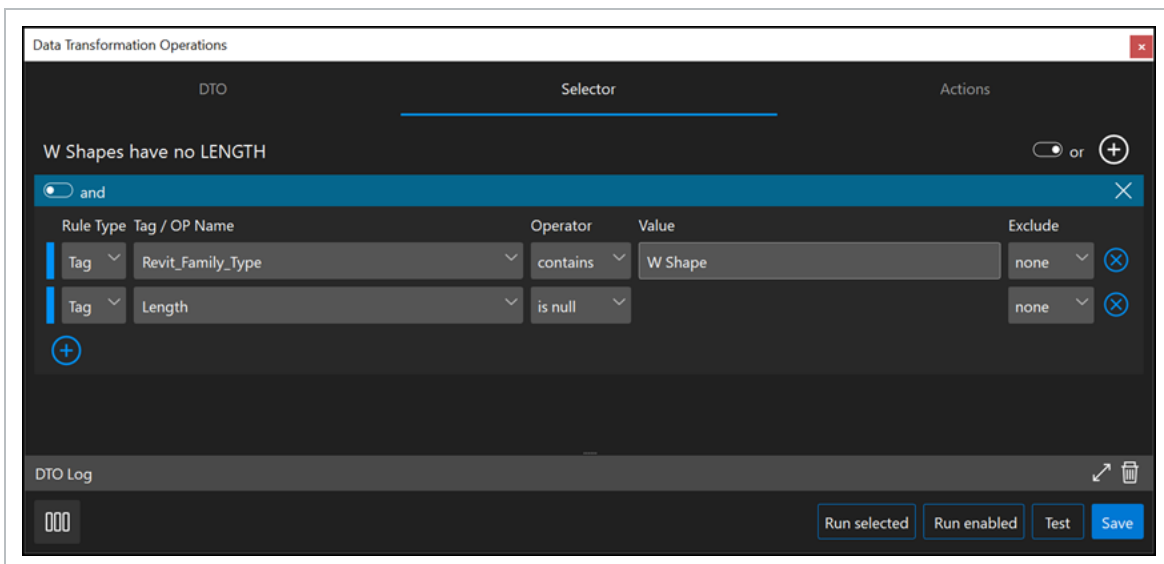 Data Transformation Operations
DTO Selector Actions
W Shapes have no LENGTH or
and
Rule Type Tag / OP Name Operator Value Exclude
Tag Revit_Family_Type contains W Shape none
Tag Length is null none
DTO Log
Run selected Run enabled Test Save